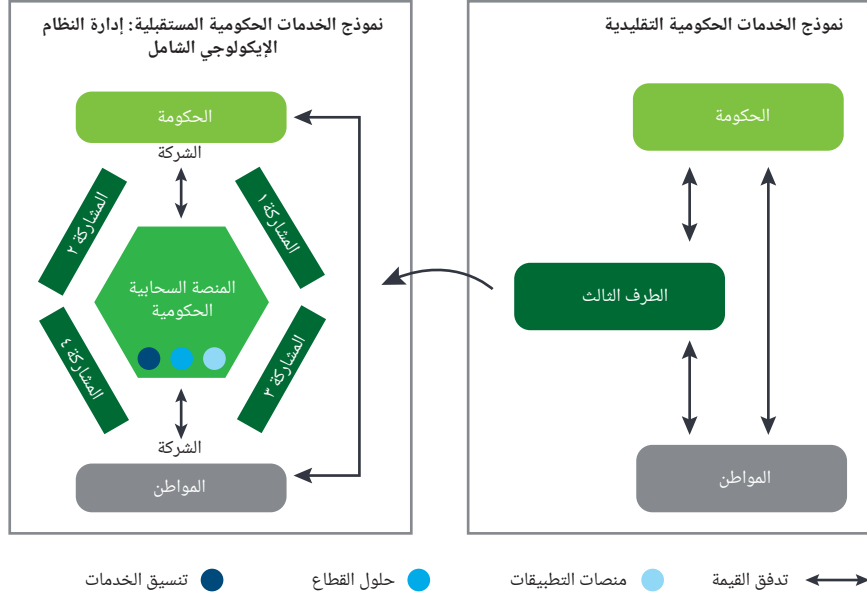 نموذج الخدمات الحكومية التقليدية
الحكومة
الطرف الثالث
المواطن
نموذج الخدمات الحكومية المستقبلية: إدارة النظام
الإيكولوجي الشامل
الحكومة
الشركة
المشاركة ١
المشاركة ٢
المنصة السحابية
الحكومية
المشاركة ٣
المشاركة ٤
الشركة
المواطن
تدفق القيمة
منصات التطبيقات
حلول القطاع
تنسيق الخدمات